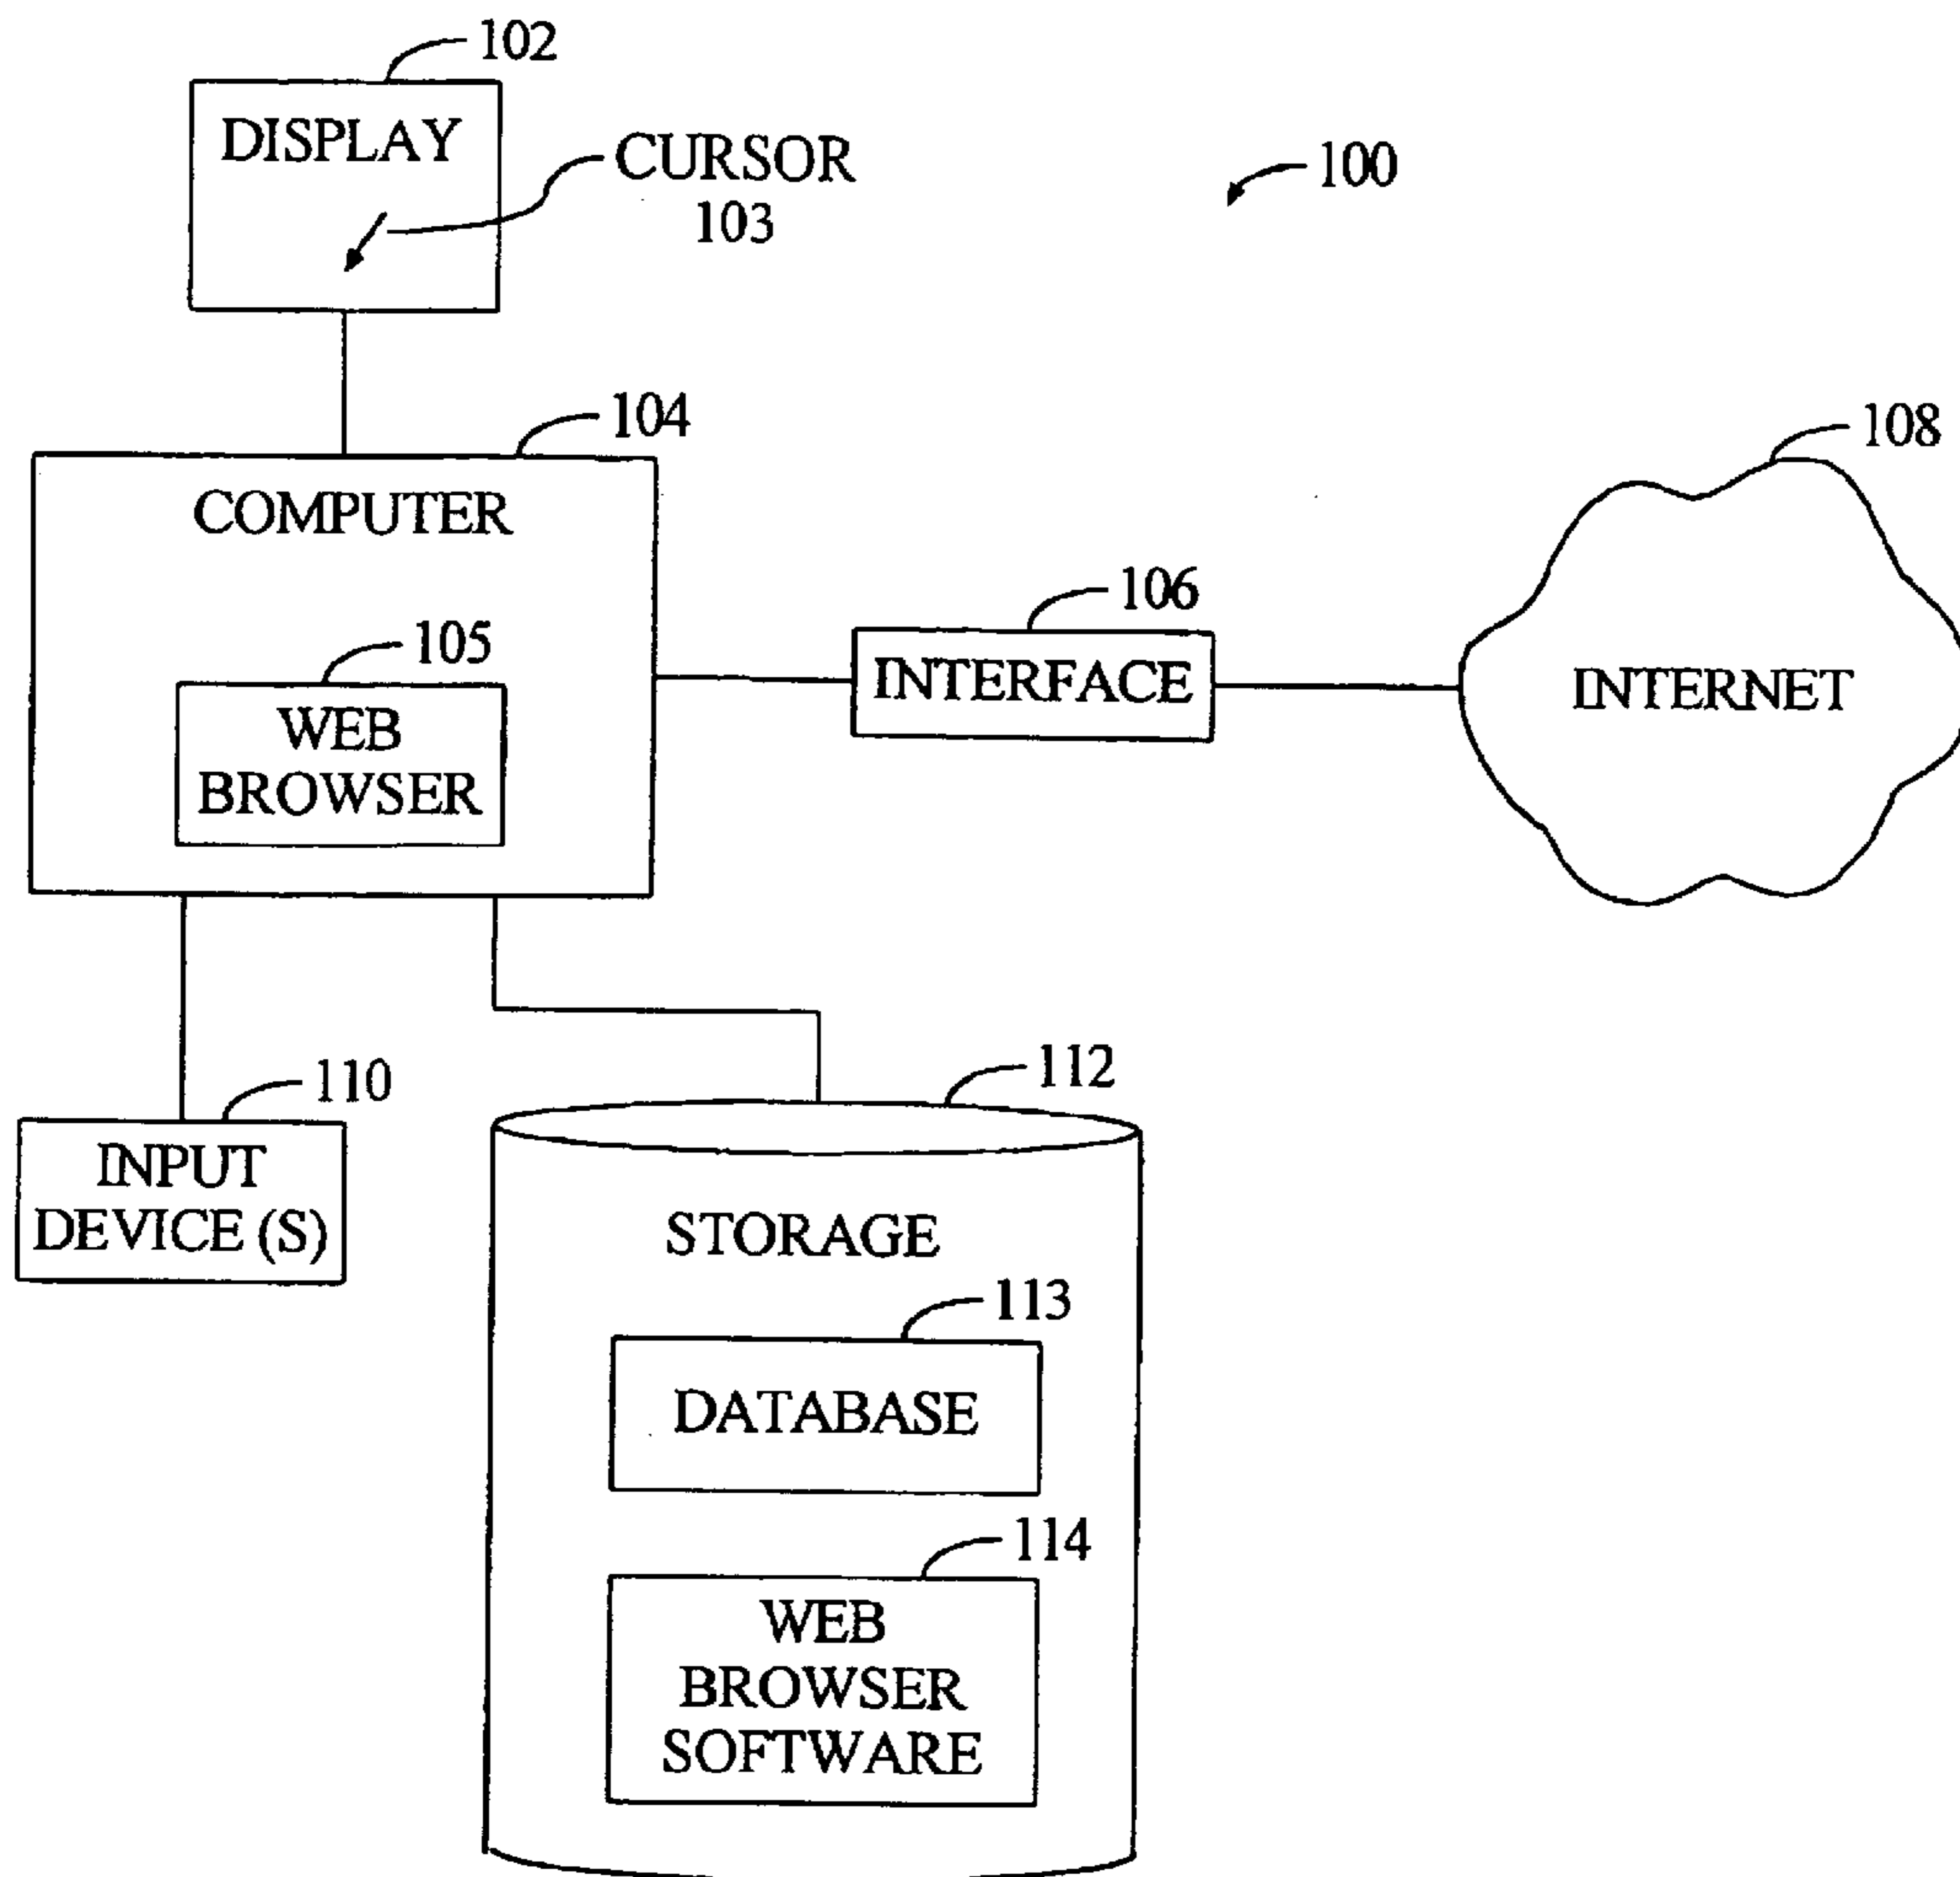 102
DISPLAY
CURSOR
103
100
104
COMPUTER
108
106
INTERFACE
INTERNET
105
WEB
BROWSER
110
INPUT
DEVICE (S)
112
STORAGE
113
DATABASE
114
WEB
BROWSER
SOFTWARE